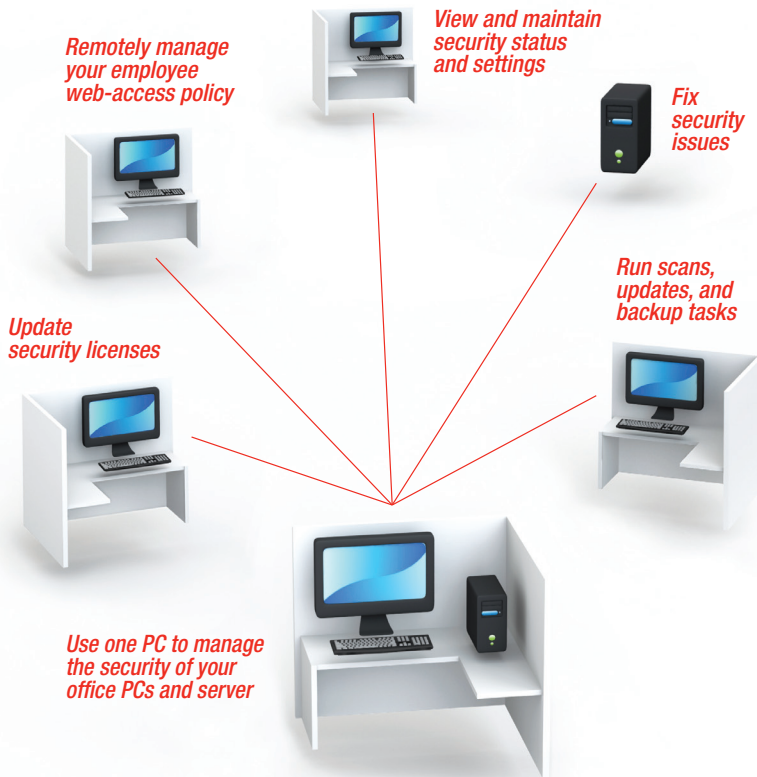 Remotely manage
your employee
web-access policy
View and maintain
security status
and settings
Fix
security
issues
Run scans,
updates, and
backup tasks
Update
security licenses
Use one PC to manage
the security of your
office PCs and server